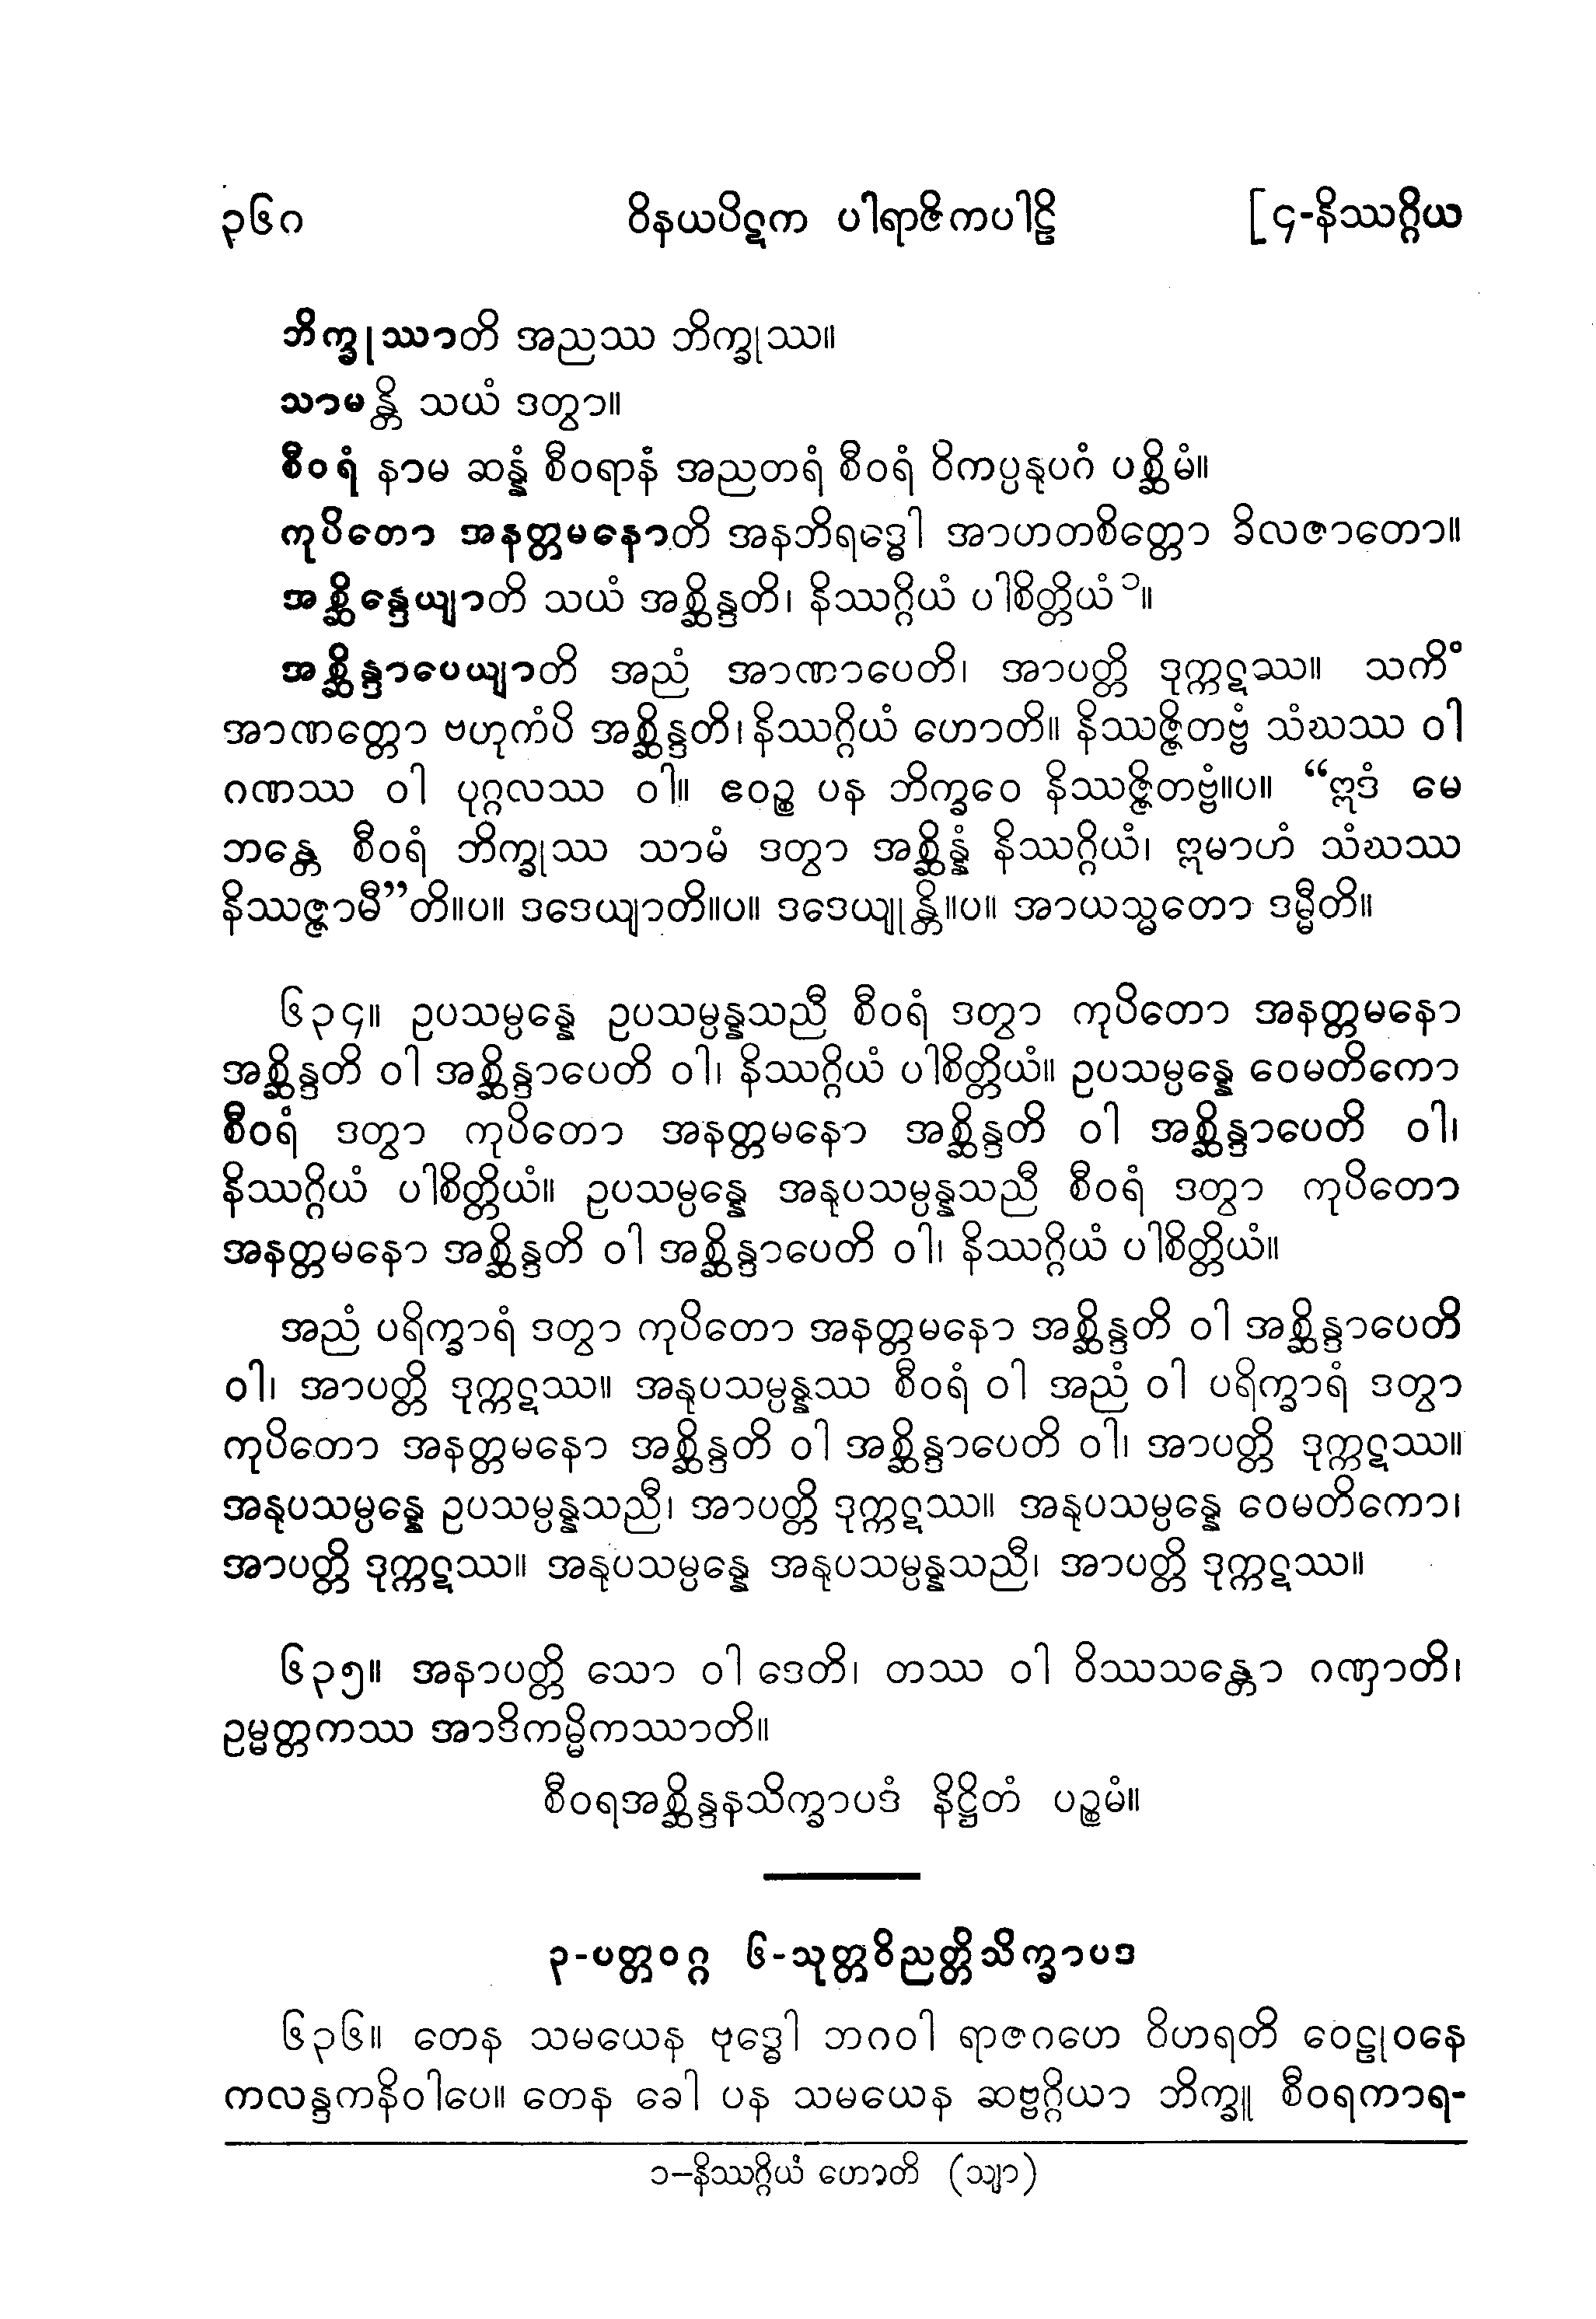 ၃၆ဂ ဝိနယပိဋက ပါရာဇိကပါဠိ [၄-နိဿဂ္ဂိယ
ဘိက္ခုဿာတိ အညဿ ဘိက္ခုဿ။
သာမန္တိ သယံ ဒတွာ။
စီဝရံ နာမ ဆန္နံ စီဝရာနံ အညတရံ စီဝရံ ဝိကပ္ပနုပဂံ ပစ္ဆိမံ။
ကုပိတော အနတ္တမနောတိ အနဘိရဒ္ဓေါ အာဟတစိတ္တော ခိလဇာတော။
အစ္ဆိန္ဒေယျာတိ သယံ အစ္ဆိန္ဒတိ၊ နိဿဂ္ဂိယံ ပါစိတ္တိယံ၁။
အစ္ဆိန္ဒာပေယျာတိ အညံ အာဏာပေတိ၊ အာပတ္တိ ဒုက္ကဋဿ။ သကိံ
အာဏတ္တော ဗဟုကံပိ အစ္ဆိန္ဒတိ၊ နိဿဂ္ဂိယံ ဟောတိ။ နိဿဇ္ဇိတဗ္ဗံ သံဃဿ ဝါ
ဂဏဿ ဝါ ပုဂ္ဂလဿ ဝါ။ ဧဝဉ္စ ပန ဘိက္ခဝေ နိဿဇ္ဇိတဗ္ဗံ။ပ။ “ဣဒံ မေ
ဘန္တေ စီဝရံ ဘိက္ခုဿ သာမံ ဒတွာ အစ္ဆိန္နံ နိဿဂ္ဂိယံ၊ ဣမာဟံ သံဃဿ
နိဿဇ္ဇာမီ”တိ။ပ။ ဒဒေယျာတိ။ပ။ ဒဒေယျုန္တိ။ပ။ အာယသ္မတော ဒမ္မီတိ။
၆၃၄။ ဥပသမ္ပန္နေ ဥပသမ္ပန္နသညီ စီဝရံ ဒတွာ ကုပိတော အနတ္တမနော
အစ္ဆိန္ဒတိ ဝါ အစ္ဆိန္ဒာပေတိ ဝါ၊ နိဿဂ္ဂိယံ ပါစိတ္တိယံ။ ဥပသမ္ပန္နေ ဝေမတိကော
စီဝရံ ဒတွာ ကုပိတော အနတ္တမနော အစ္ဆိန္ဒတိ ဝါ အစ္ဆိန္ဒာပေတိ ဝါ၊
နိဿဂ္ဂိယံ ပါစိတ္တိယံ။ ဥပသမ္ပန္နေ အနုပသမ္ပန္နသညီ စီဝရံ ဒတွာ ကုပိတော
အနတ္တမနော အစ္ဆိန္ဒတိ ဝါ အစ္ဆိန္ဒာပေတိ ဝါ၊ နိဿဂ္ဂိယံ ပါစိတ္တိယံ။
အညံ ပရိက္ခာရံ ဒတွာ ကုပိတော အနတ္တမနော အစ္ဆိန္ဒတိ ဝါ အစ္ဆိန္ဒာပေတိ
ဝါ၊ အာပတ္တိ ဒုက္ကဋဿ။ အနုပသမ္ပန္နဿ စီဝရံ ဝါ အညံ ဝါ ပရိက္ခာရံ ဒတွာ
ကုပိတော အနတ္တမနော အစ္ဆိန္ဒတိ ဝါ အစ္ဆိန္ဒာပေတိ ဝါ၊ အာပတ္တိ ဒုက္ကဋဿ။
အနုပသမ္ပန္နေ ဥပသမ္ပန္နသညီ၊ အာပတ္တိ ဒုက္ကဋဿ။ အနုပသမ္ပန္နေ ဝေမတိကော၊
အာပတ္တိ ဒုက္ကဋဿ။ အနုပသမ္ပန္နေ အနုပသမ္ပန္နသညီ၊ အာပတ္တိ ဒုက္ကဋဿ။
၆၃၅။ အနာပတ္တိ သော ဝါ ဒေတိ၊ တဿ ဝါ ဝိဿသန္တော ဂဏှာတိ၊
ဥမ္မတ္တကဿ အာဒိကမ္မိကဿာတိ။
စီဝရအစ္ဆိန္ဒနသိက္ခာပဒံ နိဋ္ဌိတံ ပဉ္စမံ။
၃-ပတ္တဝဂ္ဂ ၆-သုတ္တဝိညတ္တိသိက္ခာပဒ
၆၃၆။ တေန သမယေန ဗုဒ္ဓေါ ဘဂဝါ ရာဇဂဟေ ဝိဟရတိ ဝေဠုဝနေ
ကလန္ဒကနိဝါပေ။ တေန ခေါ ပန သမယေန ဆဗ္ဗဂ္ဂိယာ ဘိက္ခူ စီဝရကာရ-
၁-နိဿဂ္ဂိယံ ဟောတိ (သျာ)